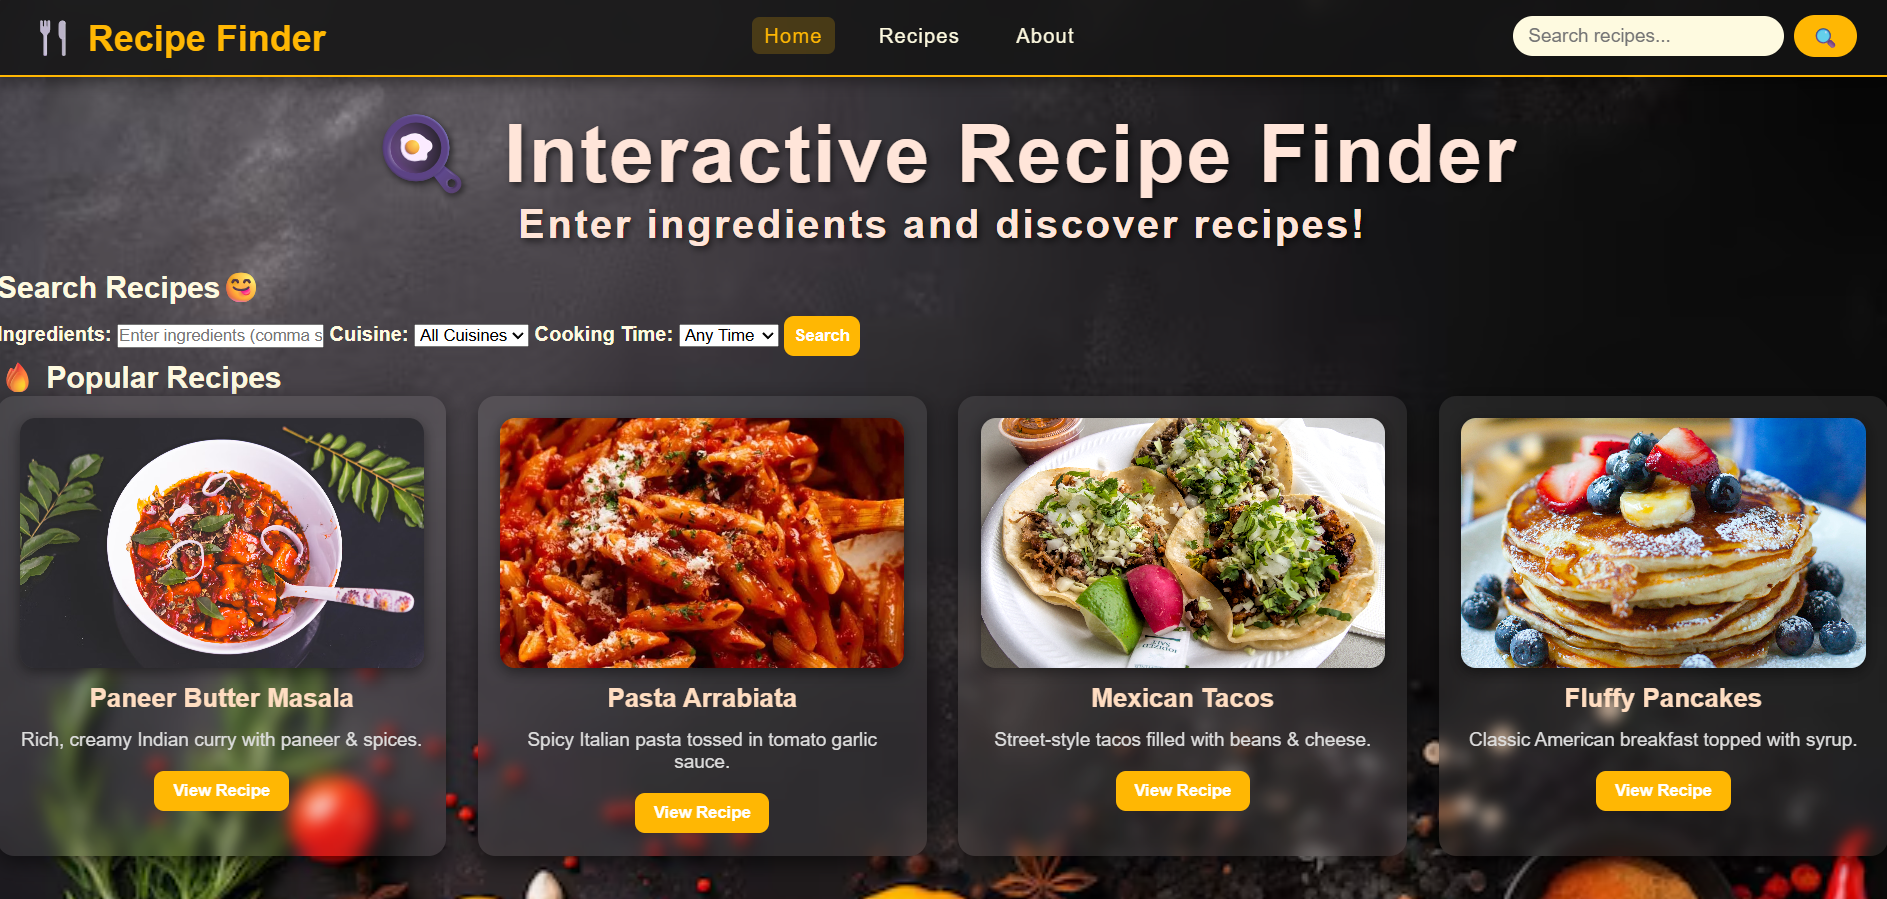 Recipe Finder
Home Recipes About
Search recipes...
Interactive Recipe Finder
Enter ingredients and discover recipes!
Search Recipes
Ingredients: Enter ingredients (comma s Cuisine: All Cuisines Cooking Time: Any Time Search
Popular Recipes
Paneer Butter Masala
Rich, creamy Indian curry with paneer & spices.
View Recipe
Pasta Arrabiata
Spicy Italian pasta tossed in tomato garlic
sauce.
View Recipe
Mexican Tacos
Street-style tacos filled with beans & cheese.
View Recipe
Fluffy Pancakes
Classic American breakfast topped with syrup.
View Recipe